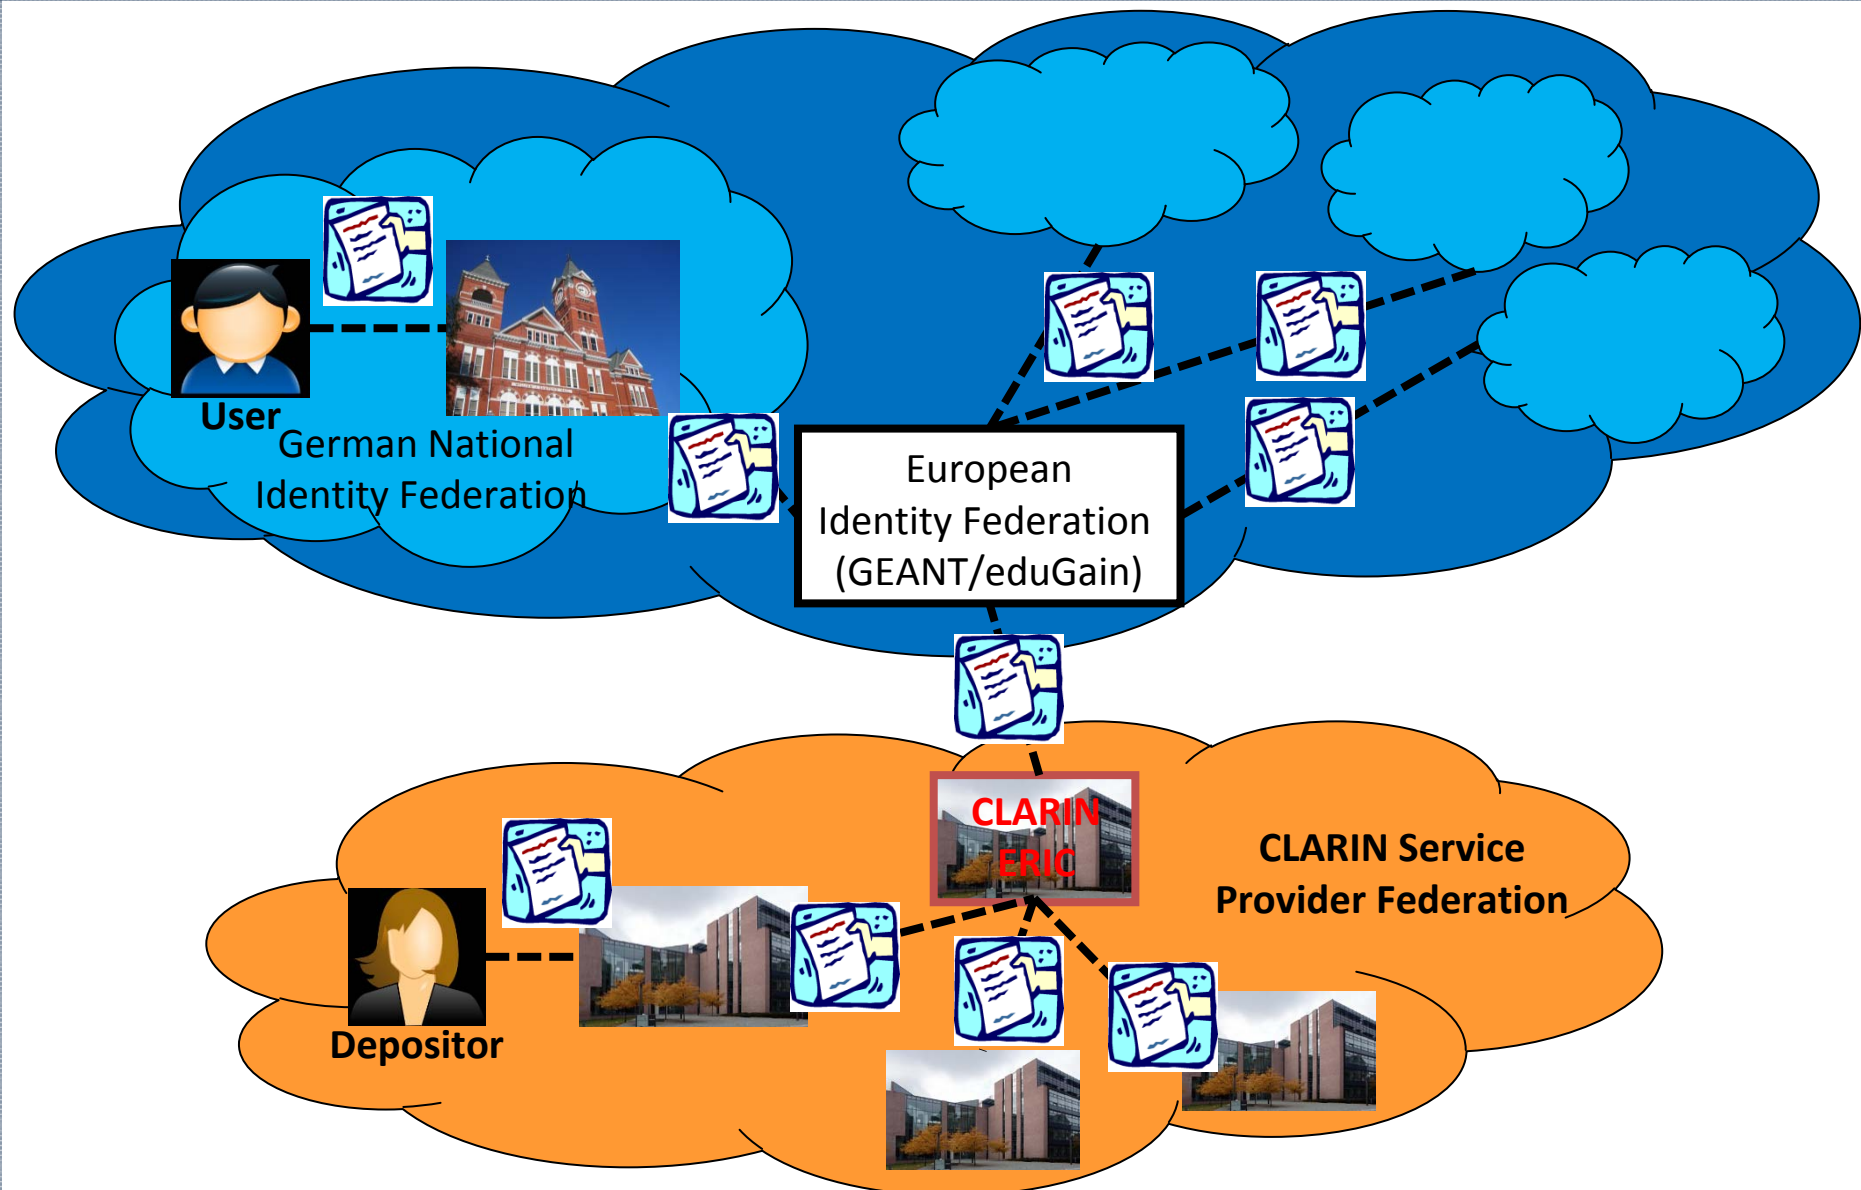 User
German National
Identity Federation
European
Identity Federation
(GEANT/eduGain)
CLARIN
ERIC
CLARIN Service
Provider Federation
Depositor